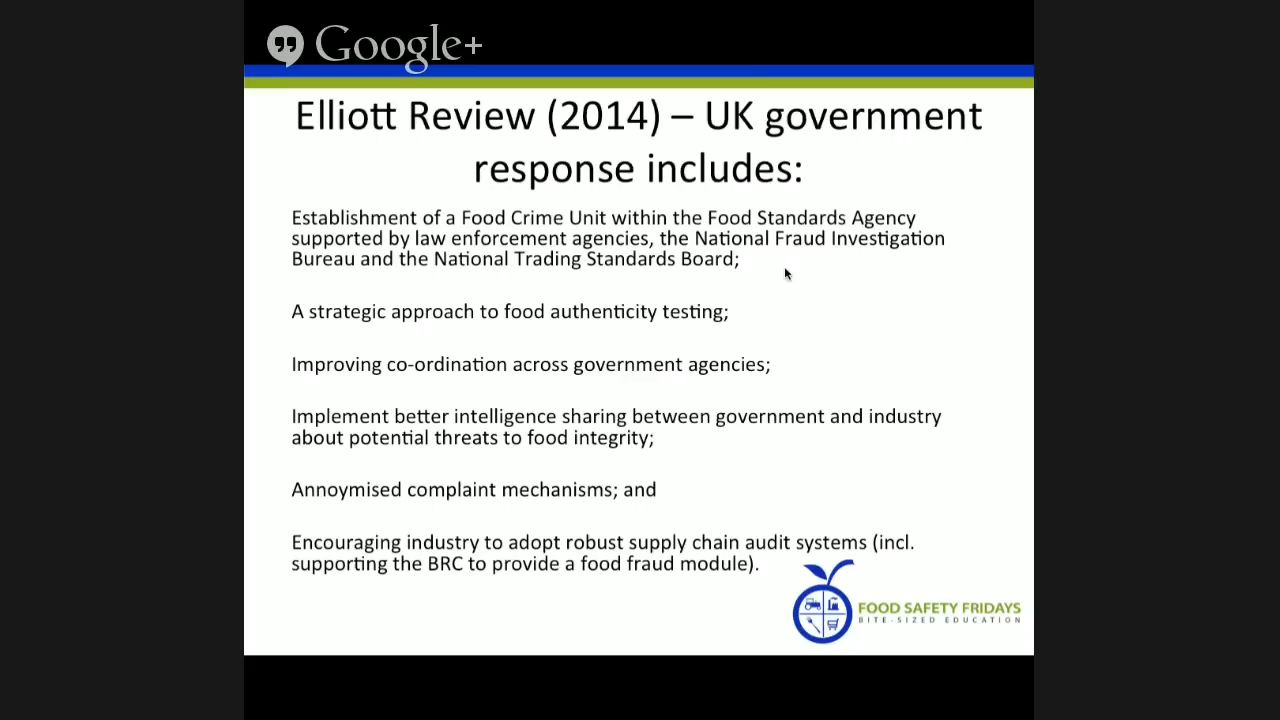 Google+
Elliott Review (2014) – UK government
response includes:
Establishment of a Food Crime Unit within the Food Standards Agency
supported by law enforcement agencies, the National Fraud Investigation
Bureau and the National Trading Standards Board;
A strategic approach to food authenticity testing;
Improving co-ordination across government agencies;
Implement better intelligence sharing between government and industry
about potential threats to food integrity;
Annoymised complaint mechanisms; and
Encouraging industry to adopt robust supply chain audit systems (incl.
supporting the BRC to provide a food fraud module).
FOOD SAFETY FRIDAYS
BITE-SIZED EDUCATION